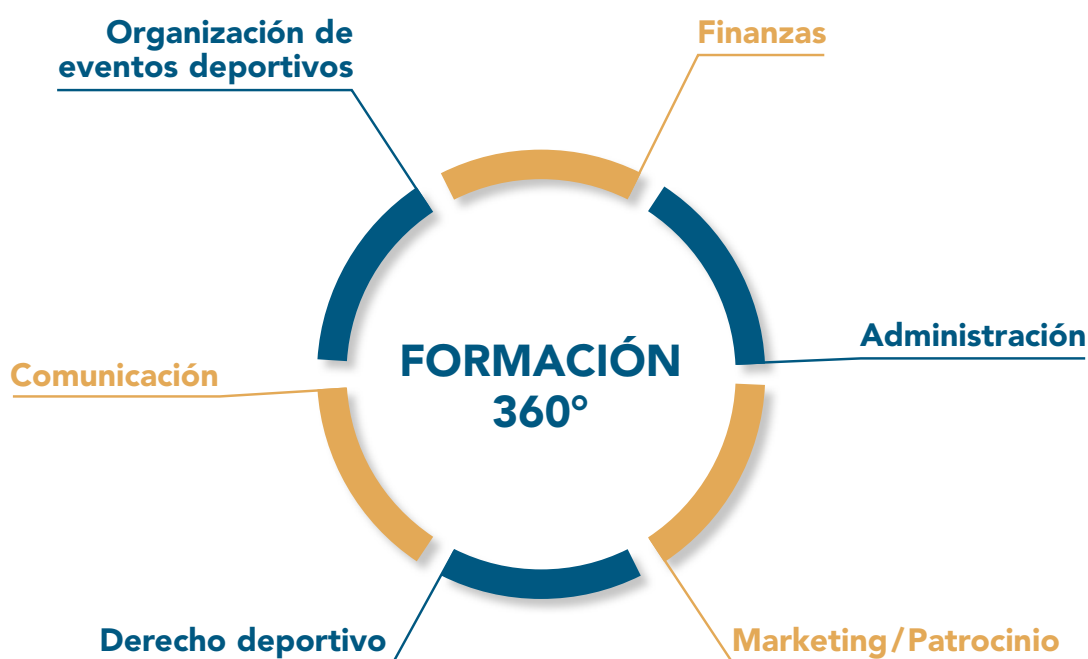 Organización de
eventos deportivos
Finanzas
Administración
FORMACIÓN
360°
Comunicación
Derecho deportivo
Marketing/Patrocinio